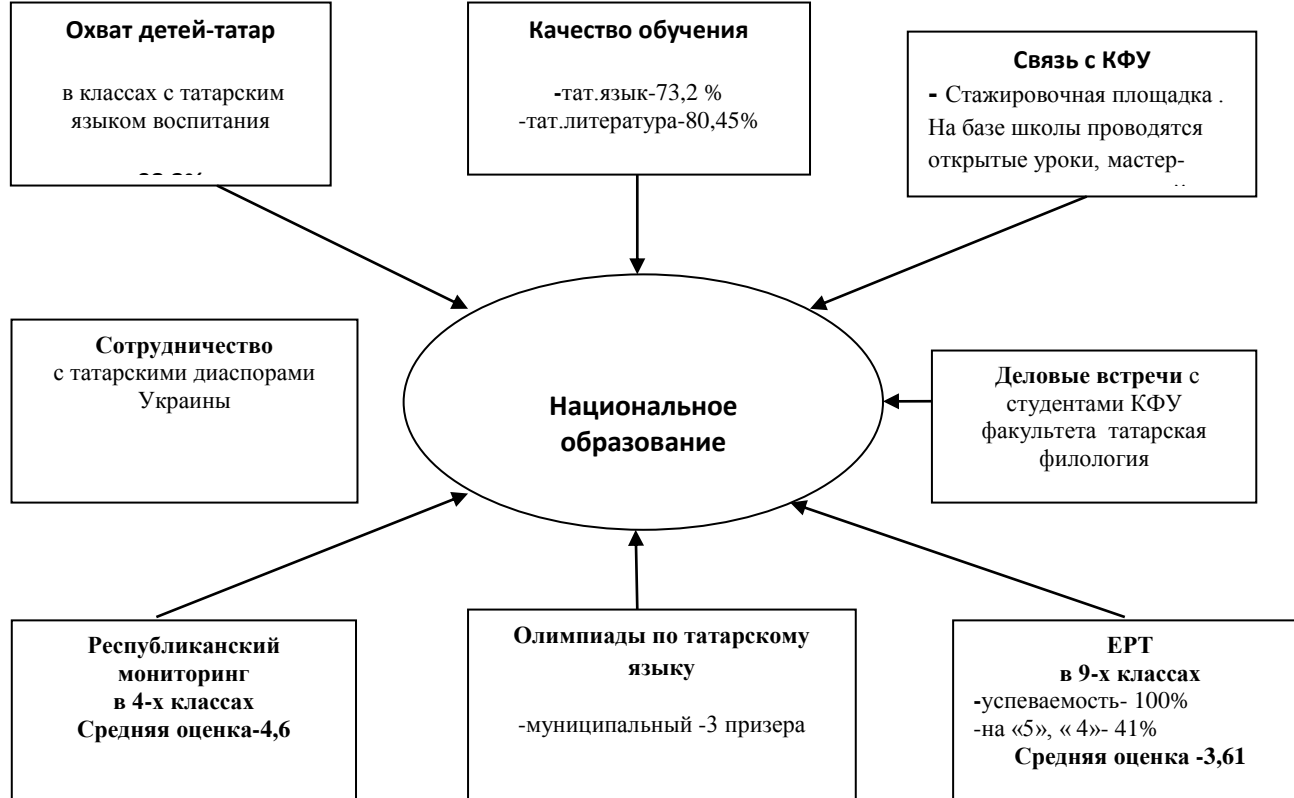 Охват детей-татар
в классах с татарским
языком воспитания
Качество обучения
-тат.язык-73,2 %
-тат.литература-80,45%
Связь с КФУ
- Стажировочная площадка .
На базе школы проводятся
открытые уроки, мастер-
Сотрудничество
с татарскими диаспорами
Украины
Национальное
образование
Деловые встречи с
студентами КФУ
факультета татарская
филология
Республиканский
мониторинг
в 4-х классах
Средняя оценка-4,6
Олимпиады по татарскому
языку
-муниципальный -3 призера
ЕРТ
в 9-х классах
-успеваемость- 100%
-на «5», « 4»- 41%
Средняя оценка -3,61